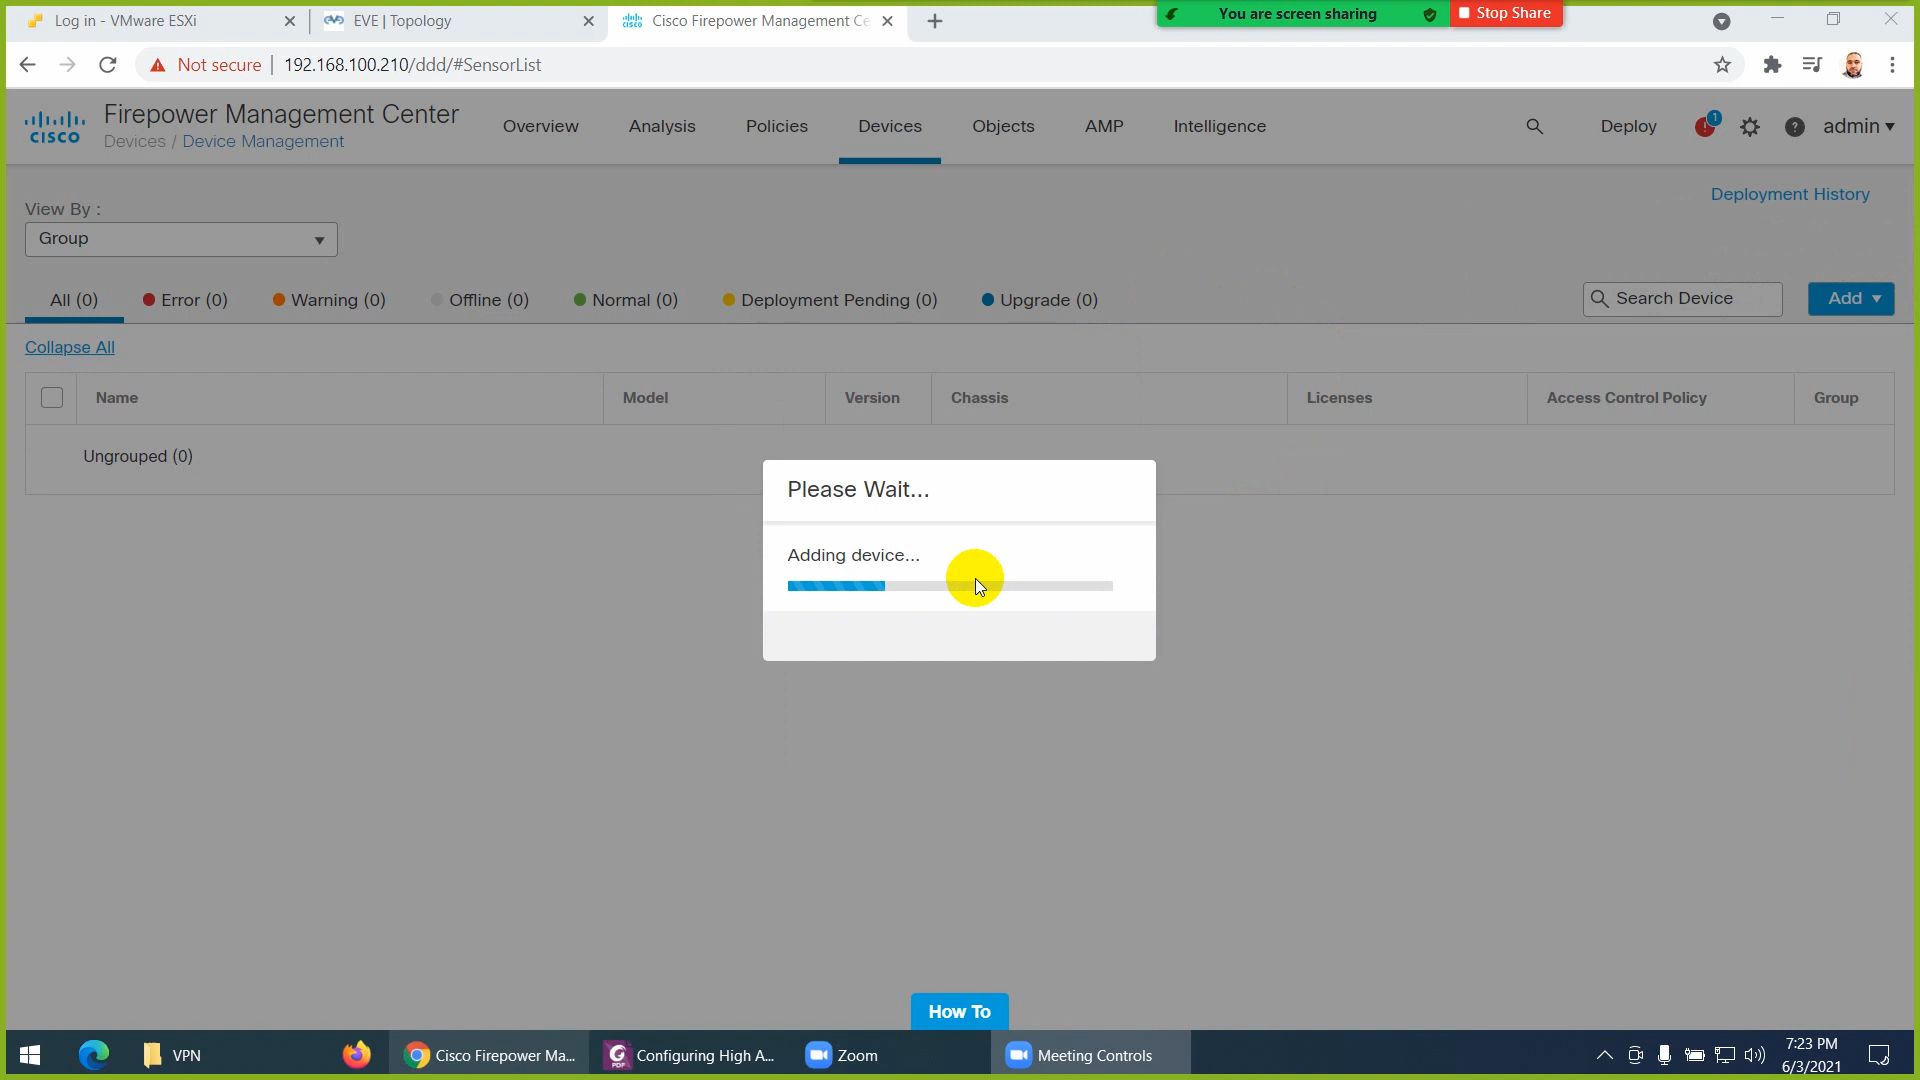 Log in - VMware ESXi
EVE | Topology
Cisco Firepower Management Ce
You are screen sharing
Stop Share
Not secure
192.168.100.210/ddd/#SensorList
CISCO
Firepower Management Center
Devices / Device Management
Overview
Analysis
Policies
Devices
Objects
AMP
Intelligence
Deploy
1
admin
Deployment History
View By :
Group
All (0)
Error (0)
Warning (0)
Offline (0)
Normal (0)
Deployment Pending (0)
Upgrade (0)
Search Device
Add
Collapse All
Name
Model
Version
Chassis
Licenses
Access Control Policy
Group
Ungrouped (0)
Please Wait...
Adding device...
How To
VPN
Cisco Firepower Ma...
PDF
Configuring High A...
Zoom
Meeting Controls
7:23 PM
6/3/2021